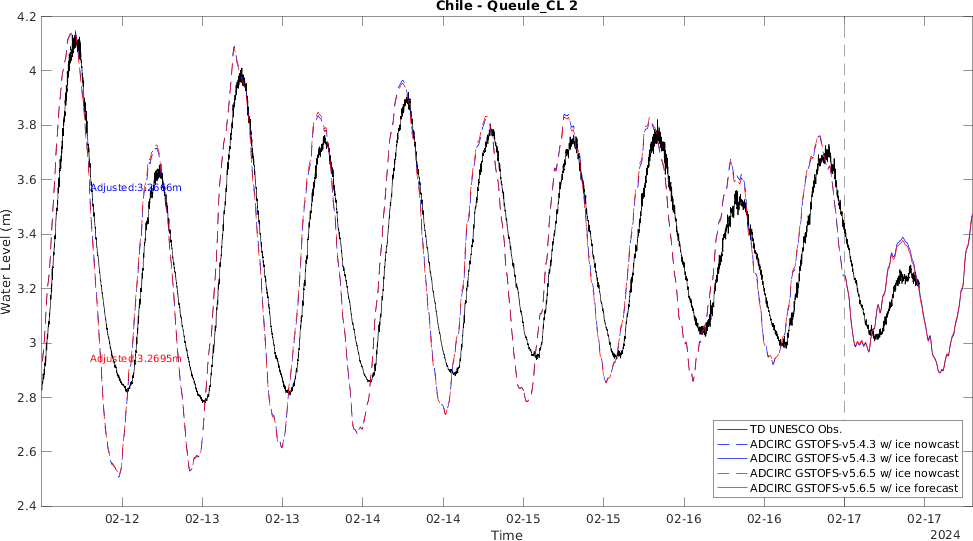 Chile - Queule_CL 2
4.2
4
3.8
3.6
3.4
3.2
3
2.8
2.6
2.4
Water Level (m)
Adjusted:3.2666m
Adjusted:3.2695m
TD UNESCO Obs.
ADCIRC GSTOFS-v5.4.3 w/ ice nowcast
ADCIRC GSTOFS-v5.4.3 w/ ice forecast
ADCIRC GSTOFS-v5.6.5 w/ ice nowcast
ADCIRC GSTOFS-v5.6.5 w/ ice forecast
02-12 02-13 02-13 02-14 02-14 02-15 02-15 02-16 02-16 02-17 02-17
Time
2024